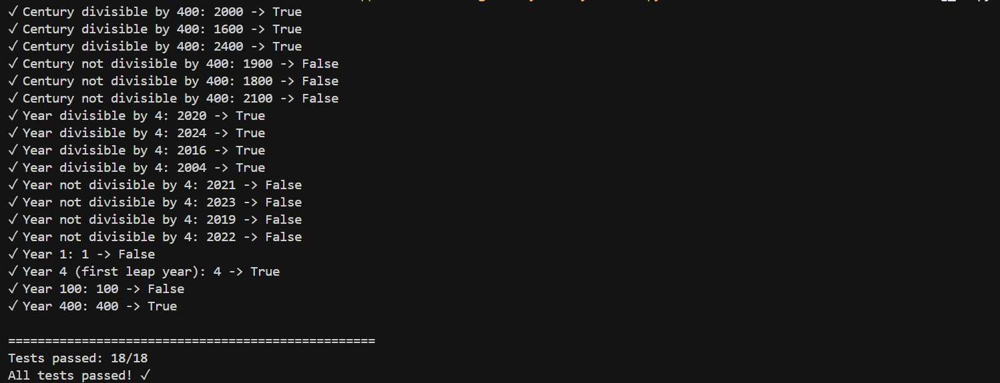 ✓ Century divisible by 400: 2000 -> True
✓ Century divisible by 400: 1600 -> True
✓ Century divisible by 400: 2400 -> True
✓ Century not divisible by 400: 1900 -> False
✓ Century not divisible by 400: 1800 -> False
✓ Century not divisible by 400: 2100 -> False
✓ Year divisible by 4: 2020 -> True
✓ Year divisible by 4: 2024 -> True
✓ Year divisible by 4: 2016 -> True
✓ Year divisible by 4: 2004 -> True
✓ Year not divisible by 4: 2021 -> False
✓ Year not divisible by 4: 2023 -> False
✓ Year not divisible by 4: 2019 -> False
✓ Year not divisible by 4: 2022 -> False
✓ Year 1: 1 -> False
✓ Year 4 (first leap year): 4 -> True
✓ Year 100: 100 -> False
✓ Year 400: 400 -> True
==================================================
Tests passed: 18/18
All tests passed! ✓